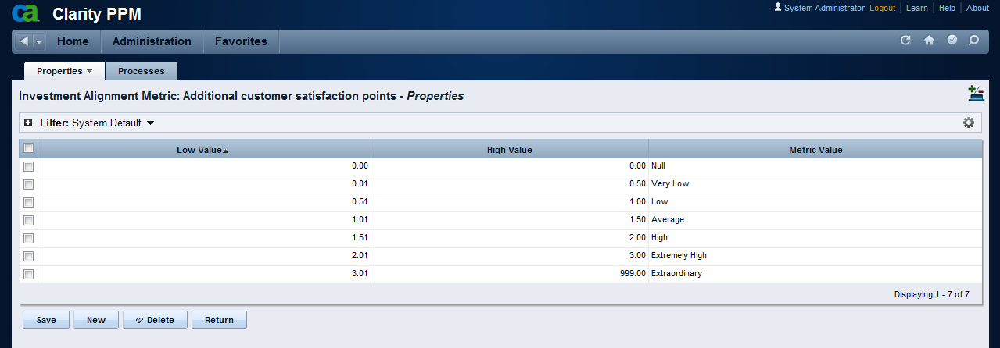 ca Clarity PPM
System Administrator Logout Learn Help About
Home Administration Favorites
Properties Processes
Investment Alignment Metric: Additional customer satisfaction points - Properties
Filter: System Default
Low Value High Value Metric Value
0.00 0.00 Null
0.01 0.50 Very Low
0.51 1.00 Low
1.01 1.50 Average
1.51 2.00 High
2.01 3.00 Extremely High
3.01 999.00 Extraordinary
Displaying 1 - 7 of 7
Save New Delete Return